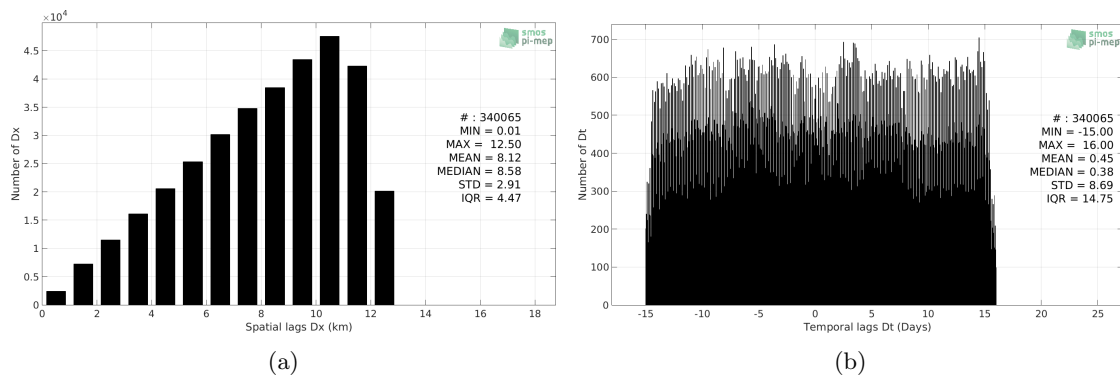 ×10⁴
4.5
4
3.5
3
2.5
2
1.5
1
0.5
0
Number of Dx
0 2 4 6 8 10 12 14 16 18
Spatial lags Dx (km)
smos
pi-mep
# : 340065
MIN = 0.01
MAX = 12.50
MEAN = 8.12
MEDIAN = 8.58
STD = 2.91
IQR = 4.47
(a)
700
600
500
400
300
200
100
0
Number of Dt
-15 -10 -5 0 5 10 15 20 25
Temporal lags Dt (Days)
smos
pi-mep
# : 340065
MIN = -15.00
MAX = 16.00
MEAN = 0.45
MEDIAN = 0.38
STD = 8.69
IQR = 14.75
(b)